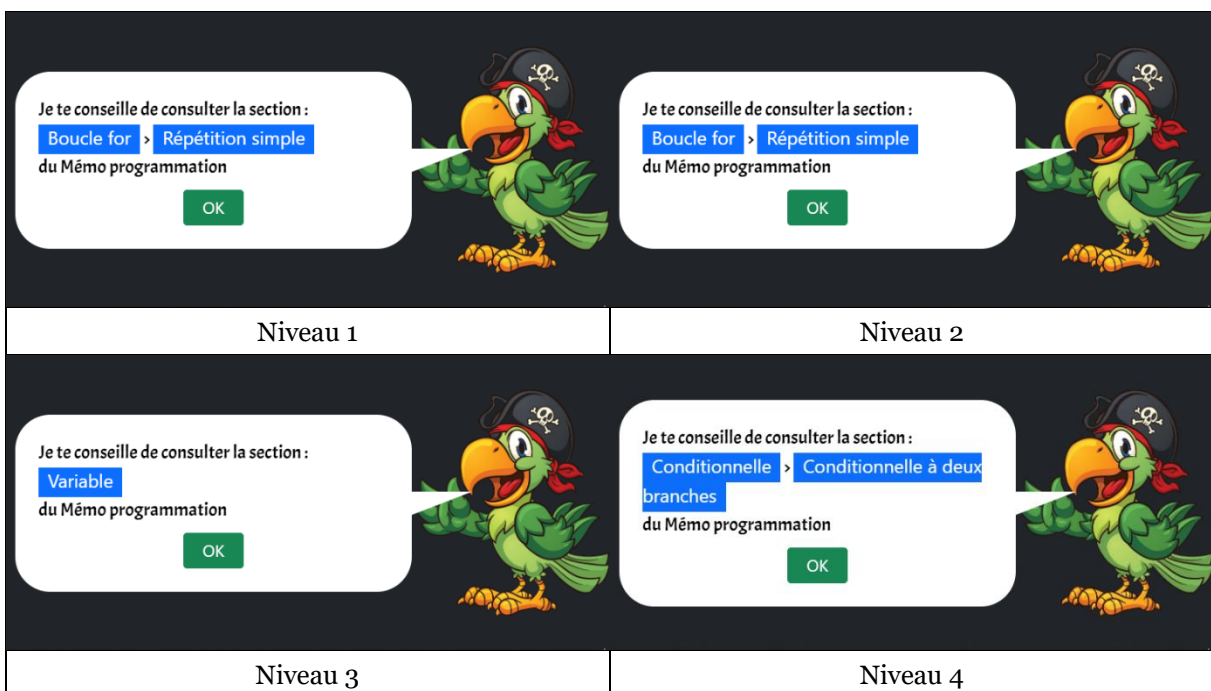 Je te conseille de consulter la section :
Boucle for › Répétition simple
du Mémo programmation
OK
Je te conseille de consulter la section :
Boucle for › Répétition simple
du Mémo programmation
OK
Niveau 1
Niveau 2
Je te conseille de consulter la section :
Variable
du Mémo programmation
OK
Je te conseille de consulter la section :
Conditionnelle › Conditionnelle à deux
branches
du Mémo programmation
OK
Niveau 3
Niveau 4